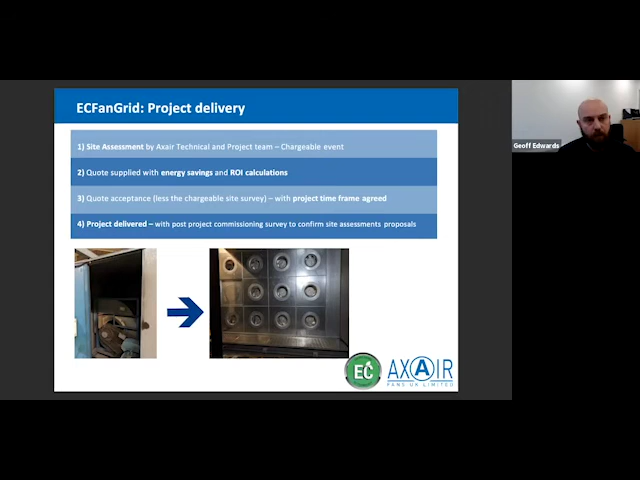 ECFanGrid: Project delivery
1) Site Assessment by Axair Technical and Project team – Chargeable event
2) Quote supplied with energy savings and ROI calculations
3) Quote acceptance (less the chargeable site survey) – with project time frame agreed
4) Project delivered – with post project commissioning survey to confirm site assessments proposals
EC
AXAIR
FANS UK LIMITED
Geoff Edwards